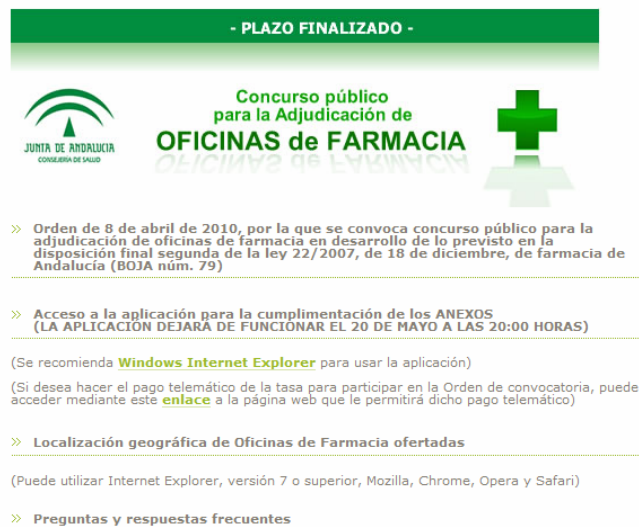 - PLAZO FINALIZADO -
JUNTA DE ANDALUCIA
CONSEJERIA DE SALUD
Concurso público
para la Adjudicación de
OFICINAS de FARMACIA
» Orden de 8 de abril de 2010, por la que se convoca concurso público para la
adjudicación de oficinas de farmacia en desarrollo de lo previsto en la
disposición final segunda de la ley 22/2007, de 18 de diciembre, de farmacia de
Andalucía (BOJA núm. 79)
» Acceso a la aplicación para la cumplimentación de los ANEXOS
(LA APLICACIÓN DEJARÁ DE FUNCIONAR EL 20 DE MAYO A LAS 20:00 HORAS)
(Se recomienda Windows Internet Explorer para usar la aplicación)
(Si desea hacer el pago telemático de la tasa para participar en la Orden de convocatoria, puede
acceder mediante este enlace a la página web que le permitirá dicho pago telemático)
» Localización geográfica de Oficinas de Farmacia ofertadas
(Puede utilizar Internet Explorer, versión 7 o superior, Mozilla, Chrome, Opera y Safari)
» Preguntas y respuestas frecuentes